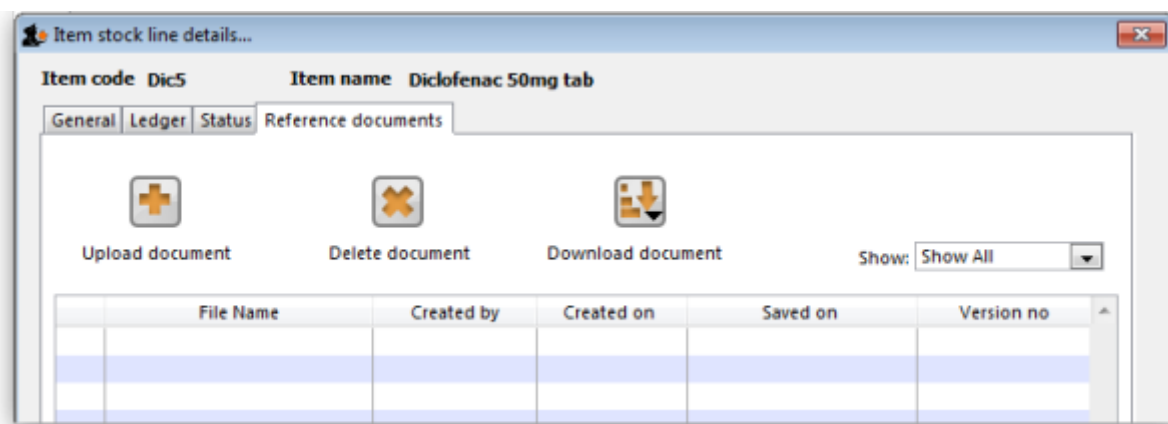 Item stock line details...
Item code Dic5 Item name Diclofenac 50mg tab
General Ledger Status Reference documents
Upload document Delete document Download document Show: Show All
File Name Created by Created on Saved on Version no